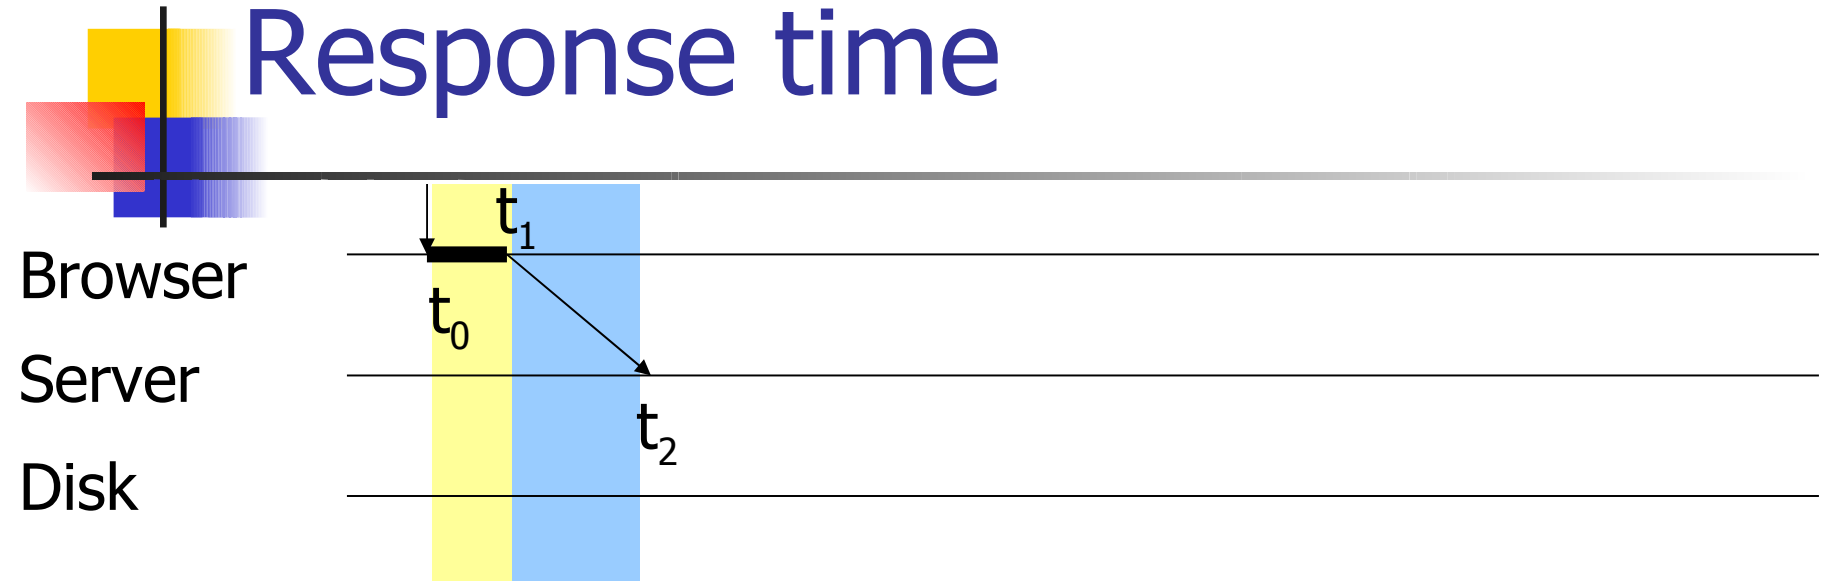 Response time
t1
Browser
t0
Server
t2
Disk